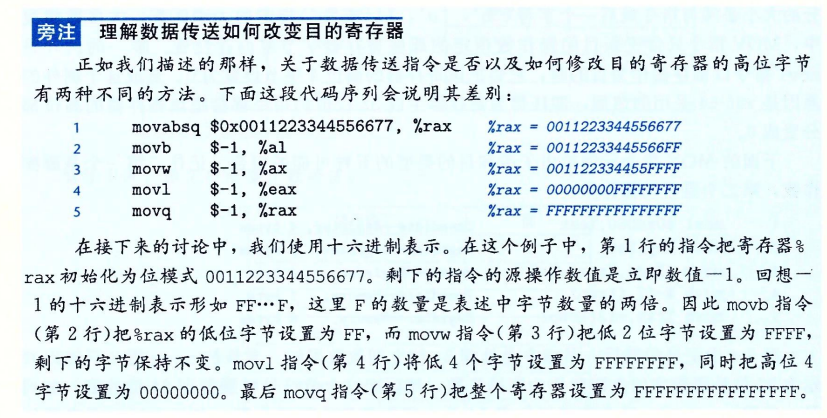 旁注 理解数据传送如何改变目的寄存器
正如我们描述的那样，关于数据传送指令是否以及如何修改目的寄存器的高位字节
有两种不同的方法。下面这段代码序列会说明其差别：
1 movabsq $0x0011223344556677, %rax %rax = 0011223344556677
2 movb $-1, %al %rax = 00112233445566FF
3 movw $-1, %ax %rax = 001122334455FFFF
4 movl $-1, %eax %rax = 00000000FFFFFFFF
5 movq $-1, %rax %rax = FFFFFFFFFFFFFFFF
在接下来的讨论中，我们使用十六进制表示。在这个例子中，第 1 行的指令把寄存器%
rax 初始化为位模式 0011223344556677。剩下的指令的源操作数值是立即数值－1。回想－
1 的十六进制表示形如 FF…F，这里 F 的数量是表述中字节数量的两倍。因此 movb 指令
(第 2 行)把%rax 的低位字节设置为 FF，而 movw 指令(第 3 行)把低 2 位字节设置为 FFFF，
剩下的字节保持不变。movl 指令(第 4 行)将低 4 个字节设置为 FFFFFFFF，同时把高位 4
字节设置为 00000000。最后 movq 指令(第 5 行)把整个寄存器设置为 FFFFFFFFFFFFFFFF。